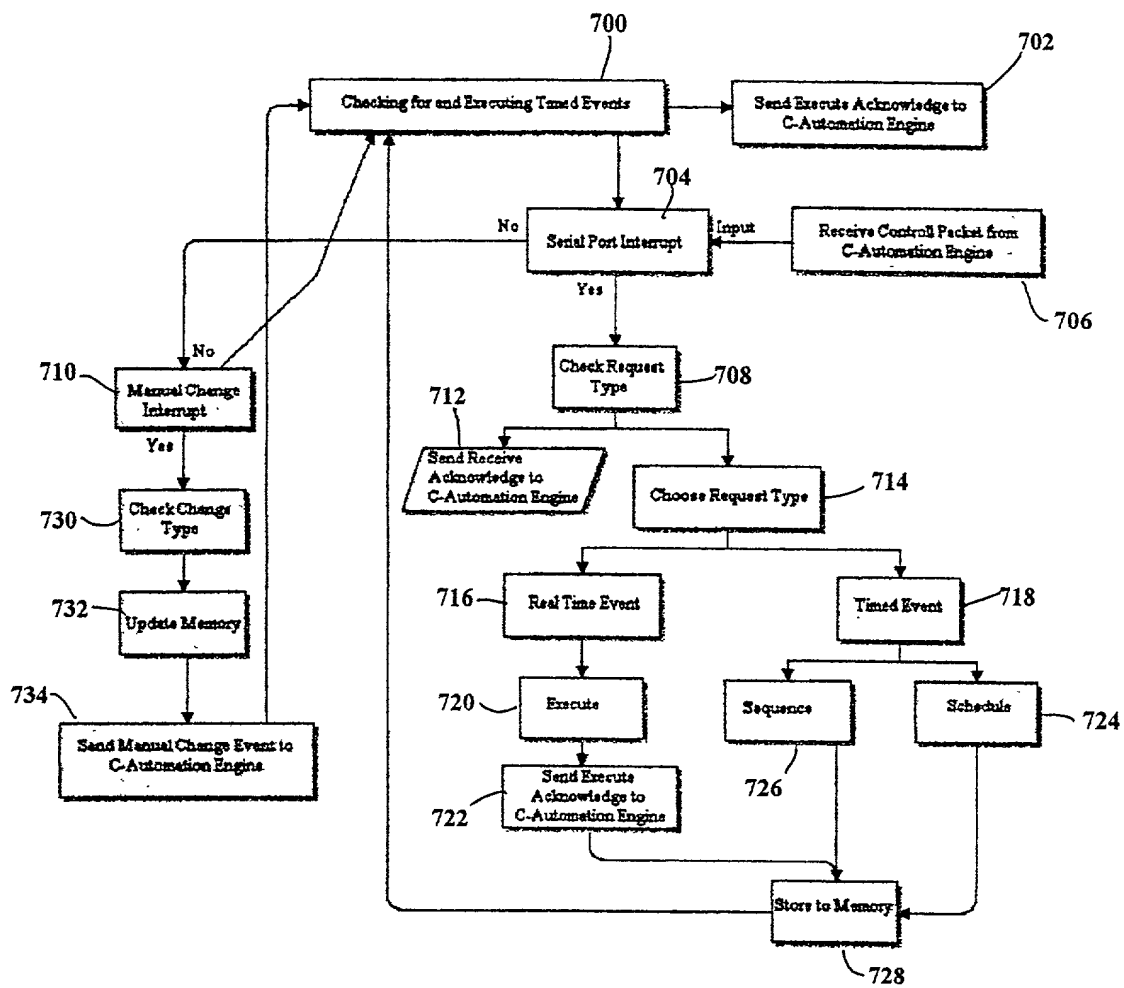 700
702
Checking for and Executing Timed Events
Send Execute Acknowledge to
C-Automation Engine
704
No
Serial Port Interrupt
Input
Receive Controll Packet from
C-Automation Engine
Yes
706
No
710
Manual Change
Interrupt
Check Request
Type
708
Yes
712
Send Receive
Acknowledge to
C-Automation Engine
Choose Request Type
714
730
Check Change
Type
716
Real Time Event
Timed Event
718
732
Update Memory
734
720
Execute
Sequence
Schedule
724
Send Manual Change Event to
C-Automation Engine
722
Send Execute
Acknowledge to
C-Automation Engine
726
Store to Memory
728